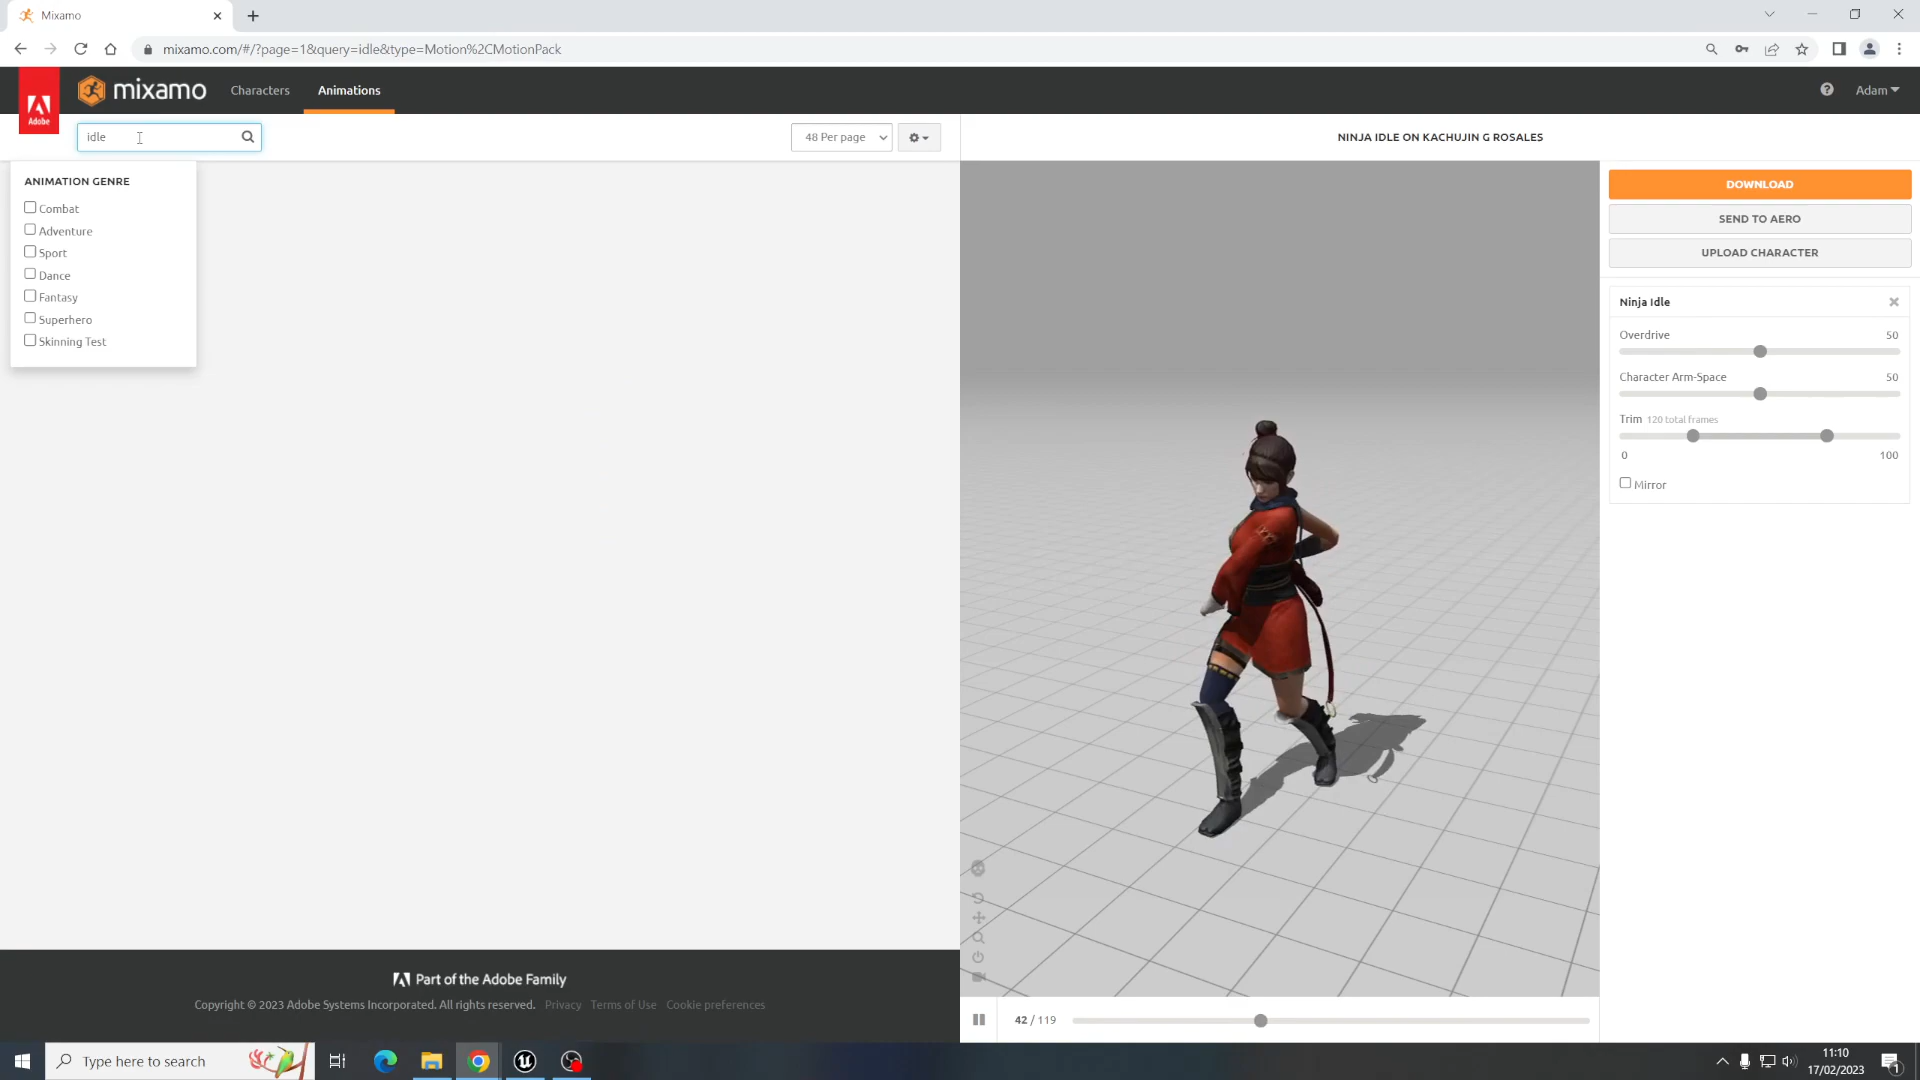 Mixamo
mixamo.com/#/?page=1&query=idle&type=Motion%2CMotionPack
Adobe
mixamo
Characters
Animations
Adam
idle
48 Per page
NINJA IDLE ON KACHUJIN G ROSALES
ANIMATION GENRE
Combat
Adventure
Sport
Dance
Fantasy
Superhero
Skinning Test
DOWNLOAD
SEND TO AERO
UPLOAD CHARACTER
Ninja Idle
Overdrive 50
Character Arm-Space 50
Trim 120 total frames
0 100
Mirror
Part of the Adobe Family
Copyright © 2023 Adobe Systems Incorporated. All rights reserved. Privacy Terms of Use Cookie preferences
42 / 119
Type here to search
11:10
17/02/2023
1